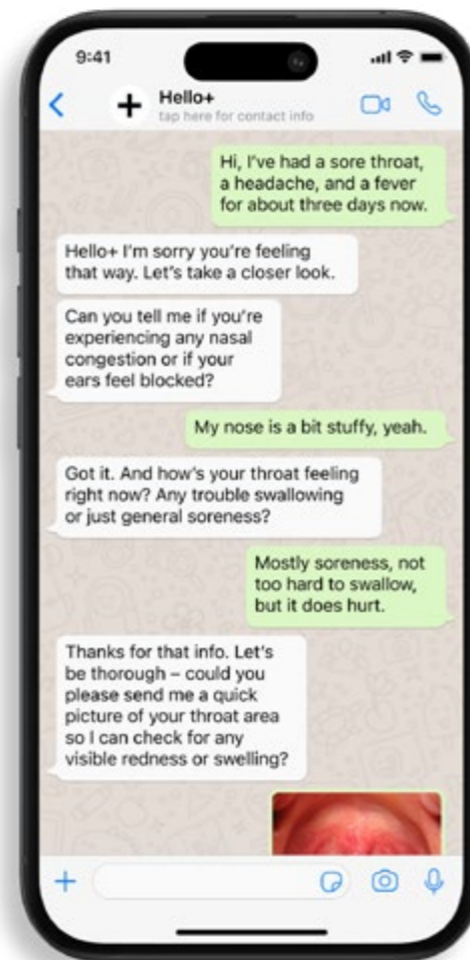 9:41
Hello+
tap here for contact info
Hi, I've had a sore throat,
a headache, and a fever
for about three days now.
Hello+ I'm sorry you're feeling
that way. Let's take a closer look.
Can you tell me if you're
experiencing any nasal
congestion or if your
ears feel blocked?
My nose is a bit stuffy, yeah.
Got it. And how's your throat feeling
right now? Any trouble swallowing
or just general soreness?
Mostly soreness, not
too hard to swallow,
but it does hurt.
Thanks for that info. Let's
be thorough – could you
please send me a quick
picture of your throat area
so I can check for any
visible redness or swelling?